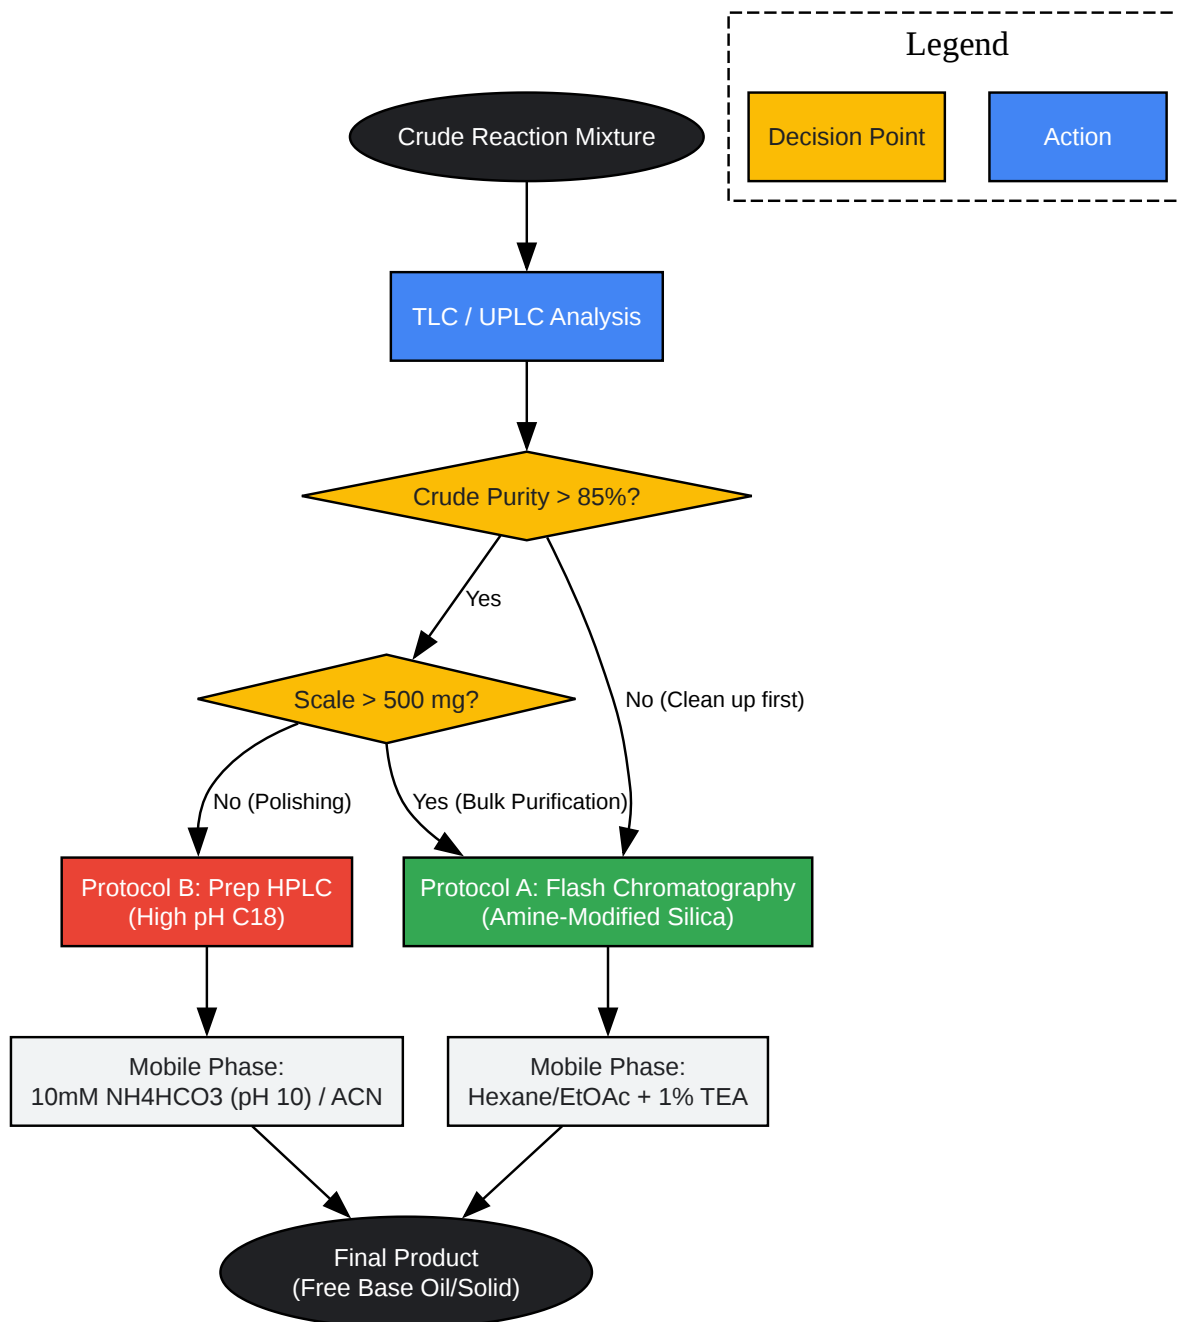 Legend
Decision Point
Action
Crude Reaction Mixture
TLC / UPLC Analysis
Crude Purity > 85%?
Yes
Scale > 500 mg?
No (Clean up first)
No (Polishing)
Yes (Bulk Purification)
Protocol B: Prep HPLC
(High pH C18)
Protocol A: Flash Chromatography
(Amine-Modified Silica)
Mobile Phase:
10mM NH4HCO3 (pH 10) / ACN
Mobile Phase:
Hexane/EtOAc + 1% TEA
Final Product
(Free Base Oil/Solid)